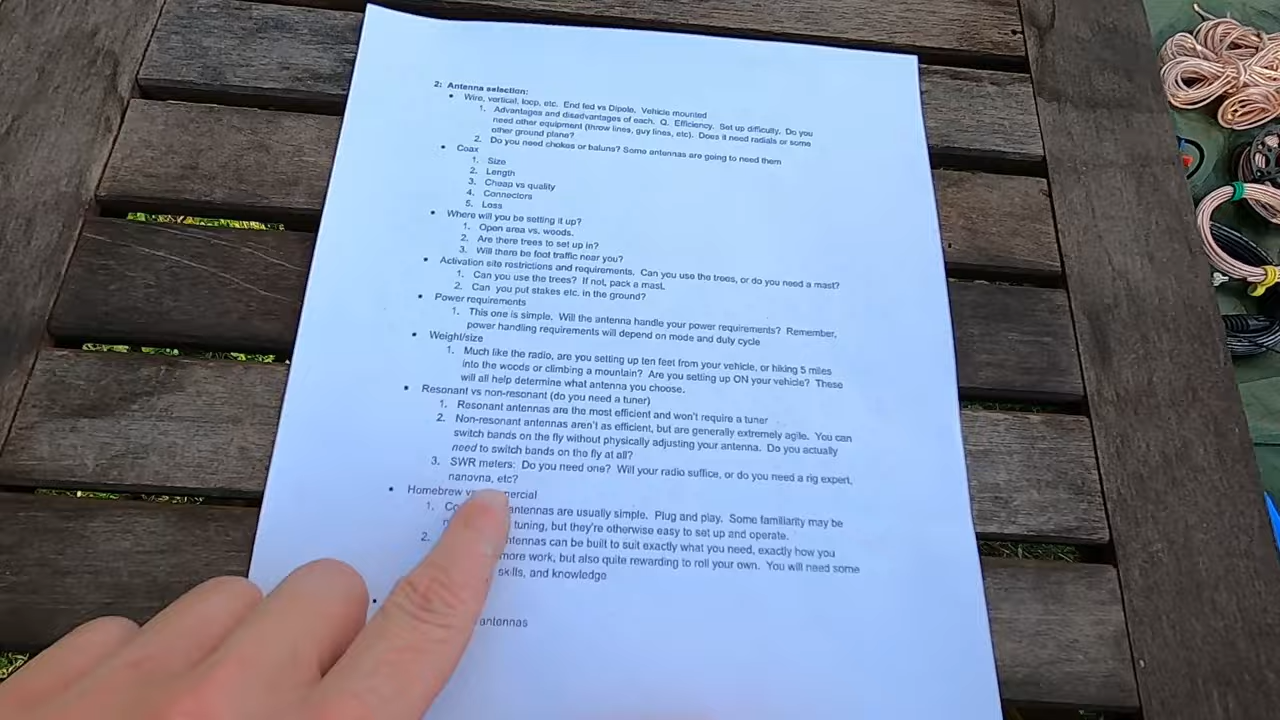 2: Antenna selection:
• Wire, vertical, loop, etc. End fed vs Dipole. Vehicle mounted
1. Advantages and disadvantages of each. Q. Efficiency. Set up difficulty. Do you
need other equipment (throw lines, guy lines, etc). Does it need radials or some
other ground plane?
2. Do you need chokes or baluns? Some antennas are going to need them
• Coax
1. Size
2. Length
3. Cheap vs quality
4. Connectors
5. Loss
• Where will you be setting it up?
1. Open area vs. woods.
2. Are there trees to set up in?
3. Will there be foot traffic near you?
• Activation site restrictions and requirements. Can you use the trees, or do you need a mast?
1. Can you use the trees? If not, pack a mast.
2. Can you put stakes etc. in the ground?
• Power requirements
1. This one is simple. Will the antenna handle your power requirements? Remember,
power handling requirements will depend on mode and duty cycle
• Weight/size
1. Much like the radio, are you setting up ten feet from your vehicle, or hiking 5 miles
into the woods or climbing a mountain? Are you setting up ON your vehicle? These
will all help determine what antenna you choose.
• Resonant vs non-resonant (do you need a tuner)
1. Resonant antennas are the most efficient and won't require a tuner
2. Non-resonant antennas aren't as efficient, but are generally extremely agile. You can
switch bands on the fly without physically adjusting your antenna. Do you actually
need to switch bands on the fly at all?
3. SWR meters: Do you need one? Will your radio suffice, or do you need a rig expert,
nanovna, etc?
• Homebrew vs ercial
1. antennas are usually simple. Plug and play. Some familiarity may be
tuning, but they're otherwise easy to set up and operate.
2. ntennas can be built to suit exactly what you need, exactly how you
more work, but also quite rewarding to roll your own. You will need some
skills, and knowledge
•
antennas